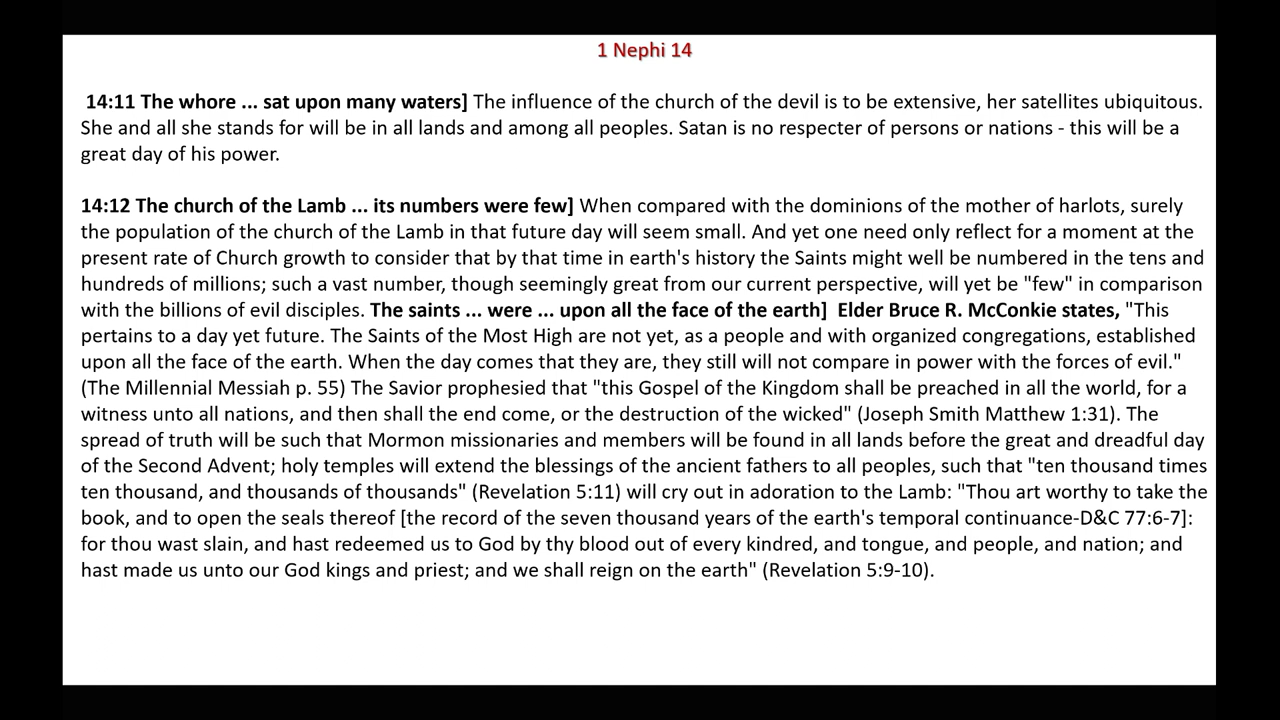 1 Nephi 14
14:11 The whore ... sat upon many waters] The influence of the church of the devil is to be extensive, her satellites ubiquitous.
She and all she stands for will be in all lands and among all peoples. Satan is no respecter of persons or nations - this will be a
great day of his power.
14:12 The church of the Lamb ... its numbers were few] When compared with the dominions of the mother of harlots, surely
the population of the church of the Lamb in that future day will seem small. And yet one need only reflect for a moment at the
present rate of Church growth to consider that by that time in earth's history the Saints might well be numbered in the tens and
hundreds of millions; such a vast number, though seemingly great from our current perspective, will yet be "few" in comparison
with the billions of evil disciples. The saints ... were ... upon all the face of the earth]  Elder Bruce R. McConkie states, "This
pertains to a day yet future. The Saints of the Most High are not yet, as a people and with organized congregations, established
upon all the face of the earth. When the day comes that they are, they still will not compare in power with the forces of evil."
(The Millennial Messiah p. 55) The Savior prophesied that "this Gospel of the Kingdom shall be preached in all the world, for a
witness unto all nations, and then shall the end come, or the destruction of the wicked" (Joseph Smith Matthew 1:31). The
spread of truth will be such that Mormon missionaries and members will be found in all lands before the great and dreadful day
of the Second Advent; holy temples will extend the blessings of the ancient fathers to all peoples, such that "ten thousand times
ten thousand, and thousands of thousands" (Revelation 5:11) will cry out in adoration to the Lamb: "Thou art worthy to take the
book, and to open the seals thereof [the record of the seven thousand years of the earth's temporal continuance-D&C 77:6-7]:
for thou wast slain, and hast redeemed us to God by thy blood out of every kindred, and tongue, and people, and nation; and
hast made us unto our God kings and priest; and we shall reign on the earth" (Revelation 5:9-10).